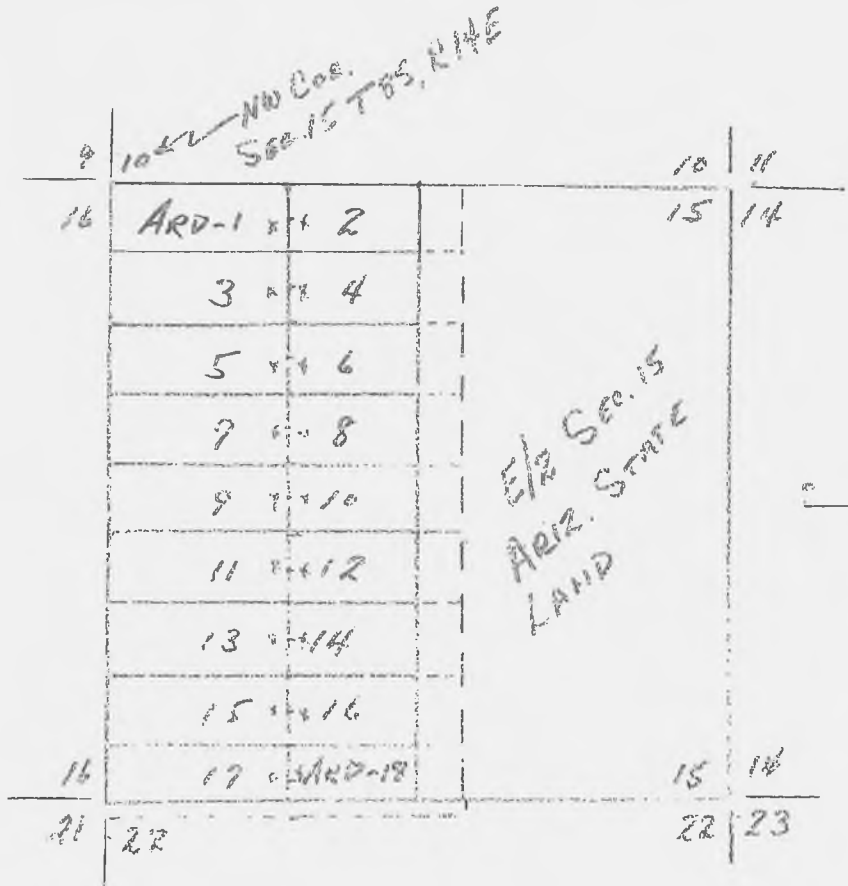 NW COR.
SEC. 15 T8S, R14E
9 10 10 11
16 15 14
ARD-1 2
3 4
5 6
7 8
9 10
11 12
13 14
15 16
17 ARD-18
E/2 SEC. 15
ARIZ. STATE
LAND
16 15 14
21 22 22 23